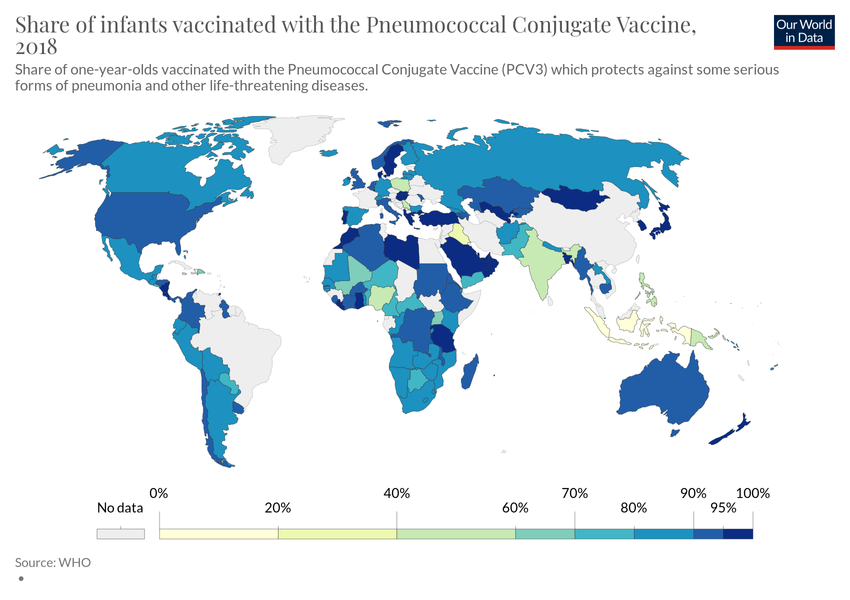 Share of infants vaccinated with the Pneumococcal Conjugate Vaccine,
2018
Our World
in Data
Share of one-year-olds vaccinated with the Pneumococcal Conjugate Vaccine (PCV3) which protects against some serious
forms of pneumonia and other life-threatening diseases.
0% 40% 70% 90% 100%
No data 20% 60% 80% 95%
Source: WHO